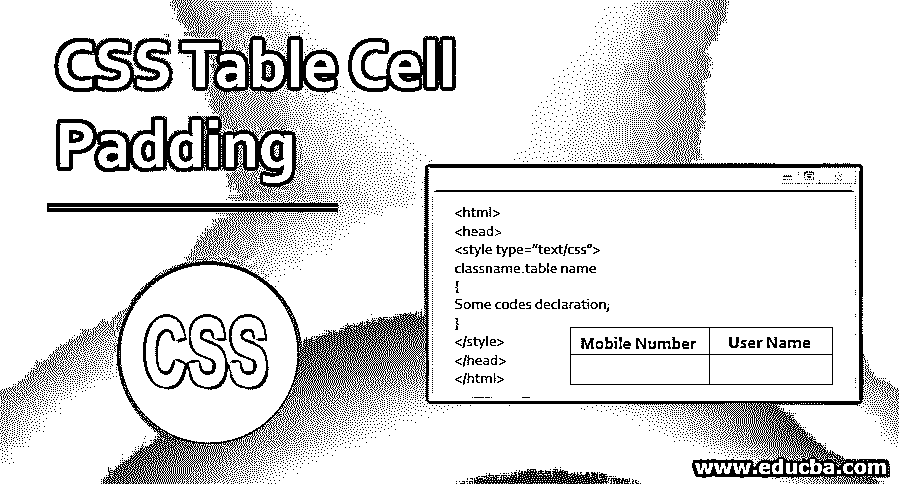 CSS Table Cell
Padding
<html>
<head>
<style type="text/css">
classname.table name
{
Some codes declaration;
}
</style>
</head>
</html>
Mobile Number User Name
CSS
www.educba.com